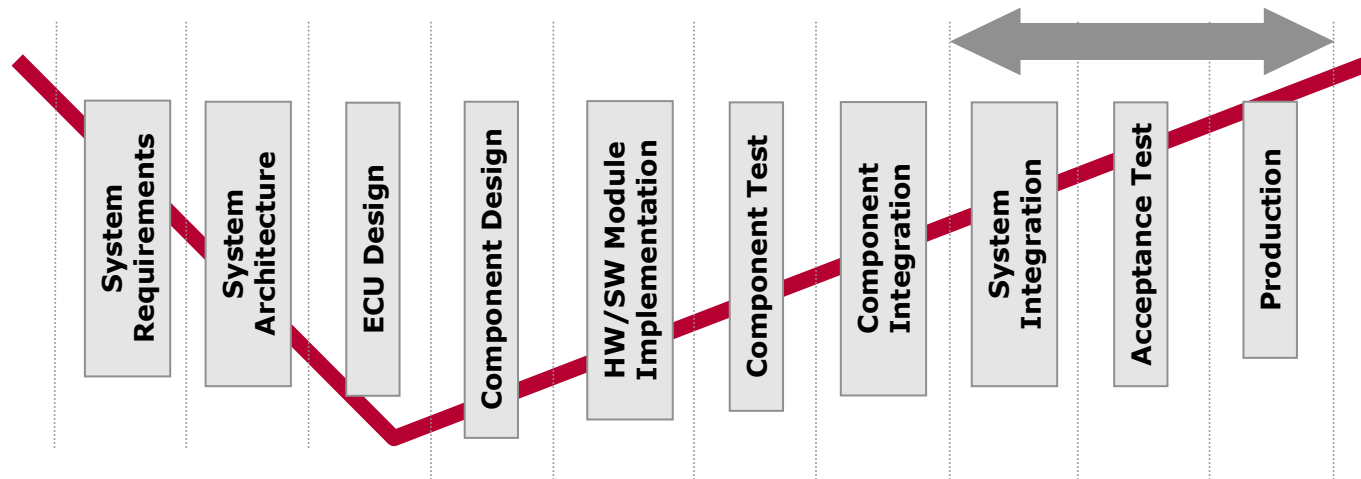 System
Requirements
System
Architecture
ECU Design
Component Design
HW/SW Module
Implementation
Component Test
Component
Integration
System
Integration
Acceptance Test
Production